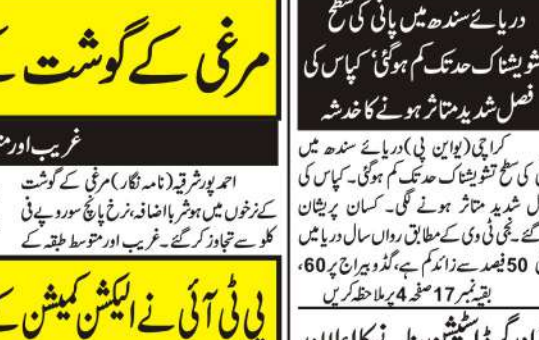 دریائے سندھ میں پانی کی سطح
تشویشناک حد تک کم ہوگئی، کپاس کی
فصل شدید متاثر ہونے کا خدشہ
کراچی (یو این پی) دریائے سندھ میں
کی سطح تشویشناک حد تک کم ہوگئی۔ کپاس کی
شدید متاثر ہونے لگی۔ کسان پریشان
گئے۔ نجی ٹی وی کے مطابق رواں سال دریا میں
50 فیصد سے زائد کم ہے، گڈو بیراج پر 60،
بقیہ نمبر 17 صفحہ 4 پر ملاحظہ کریں
مرغی کے گوشت کے
غریب اور
احمد پور شرقیہ (نامہ نگار) مرغی کے گوشت
کے نرخوں میں ہوشربا اضافہ، نرخ پانچ سو روپے فی
کلو سے تجاوز کر گئے۔ غریب اور متوسط طبقہ کے
پی ٹی آئی نے الیکشن کمیشن کے